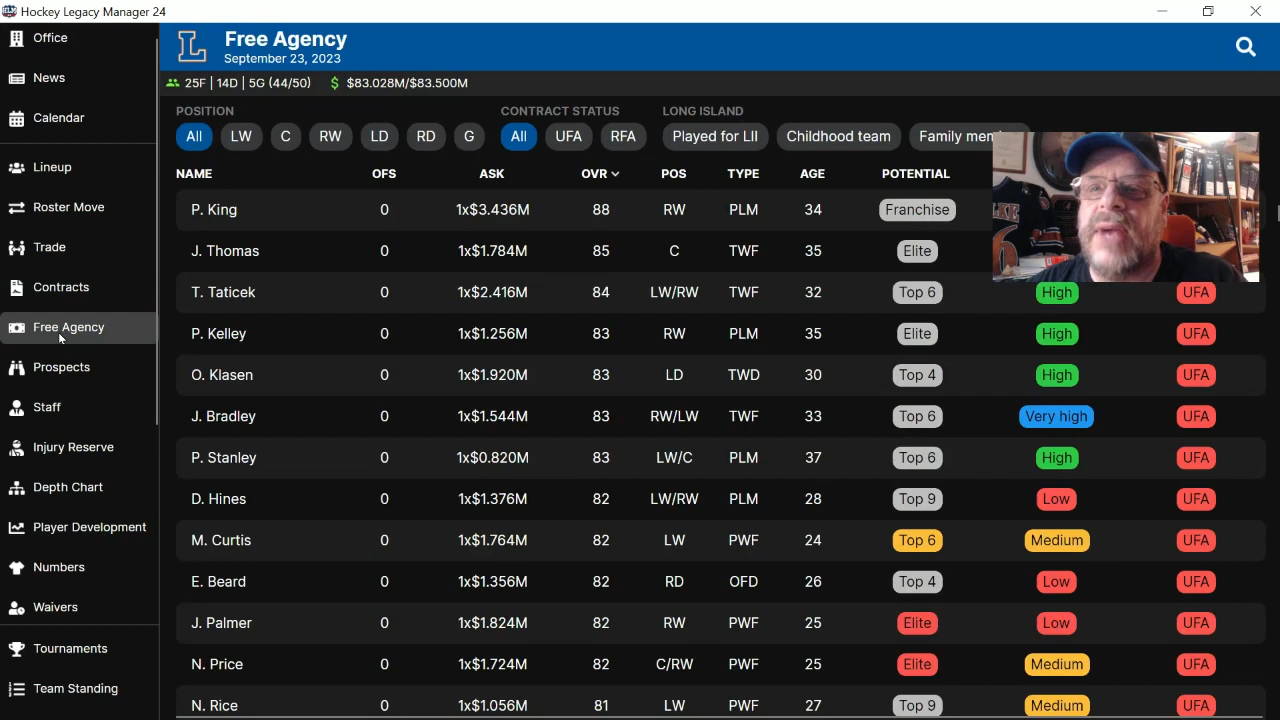 Hockey Legacy Manager 24
Office
News
Calendar
Lineup
Roster Move
Trade
Contracts
Free Agency
Prospects
Staff
Injury Reserve
Depth Chart
Player Development
Numbers
Waivers
Tournaments
Team Standing
L
Free Agency
September 23, 2023
25F | 14D | 5G (44/50) $ $83.028M/$83.500M
POSITION CONTRACT STATUS LONG ISLAND
All LW C RW LD RD G All UFA RFA Played for LII Childhood team Family mem
NAME OFS ASK OVR POS TYPE AGE POTENTIAL
P. King 0 1x$3.436M 88 RW PLM 34 Franchise
J. Thomas 0 1x$1.784M 85 C TWF 35 Elite
T. Taticek 0 1x$2.416M 84 LW/RW TWF 32 Top 6 High UFA
P. Kelley 0 1x$1.256M 83 RW PLM 35 Elite High UFA
O. Klasen 0 1x$1.920M 83 LD TWD 30 Top 4 High UFA
J. Bradley 0 1x$1.544M 83 RW/LW TWF 33 Top 6 Very high UFA
P. Stanley 0 1x$0.820M 83 LW/C PLM 37 Top 6 High UFA
D. Hines 0 1x$1.376M 82 LW/RW PLM 28 Top 9 Low UFA
M. Curtis 0 1x$1.764M 82 LW PWF 24 Top 6 Medium UFA
E. Beard 0 1x$1.356M 82 RD OFD 26 Top 4 Low UFA
J. Palmer 0 1x$1.824M 82 RW PWF 25 Elite Low UFA
N. Price 0 1x$1.724M 82 C/RW PWF 25 Elite Medium UFA
N. Rice 0 1x$1.056M 81 LW PWF 27 Top 9 Medium UFA